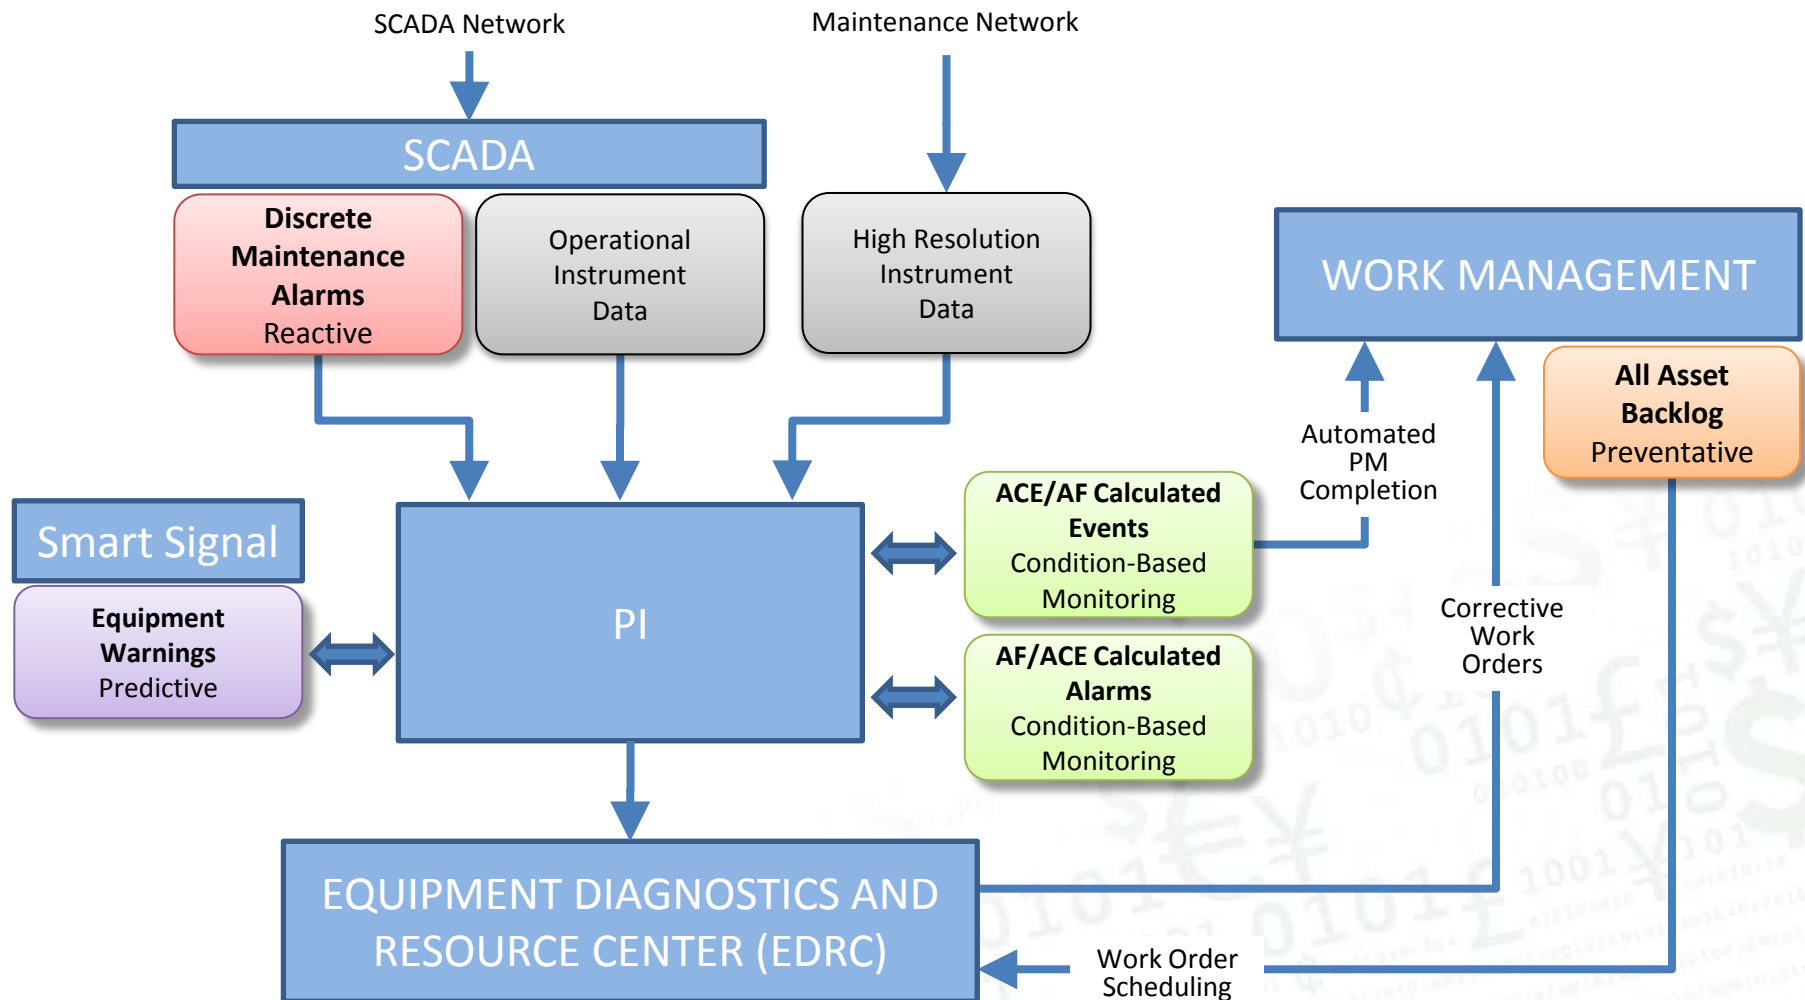 SCADA Network
Maintenance Network
SCADA
Discrete
Maintenance
Alarms
Reactive
Operational
Instrument
Data
High Resolution
Instrument
Data
WORK MANAGEMENT
All Asset
Backlog
Preventative
Automated
PM
Completion
Smart Signal
Equipment
Warnings
Predictive
PI
ACE/AF Calculated
Events
Condition-Based
Monitoring
AF/ACE Calculated
Alarms
Condition-Based
Monitoring
Corrective
Work
Orders
EQUIPMENT DIAGNOSTICS AND
RESOURCE CENTER (EDRC)
Work Order
Scheduling